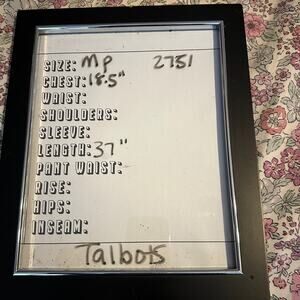 SIZE: MP 2751
CHEST: 18.5"
WAIST:
SHOULDERS:
SLEEVE:
LENGTH: 37"
PANT WAIST:
RISE:
HIPS:
INSEAM:
Talbots